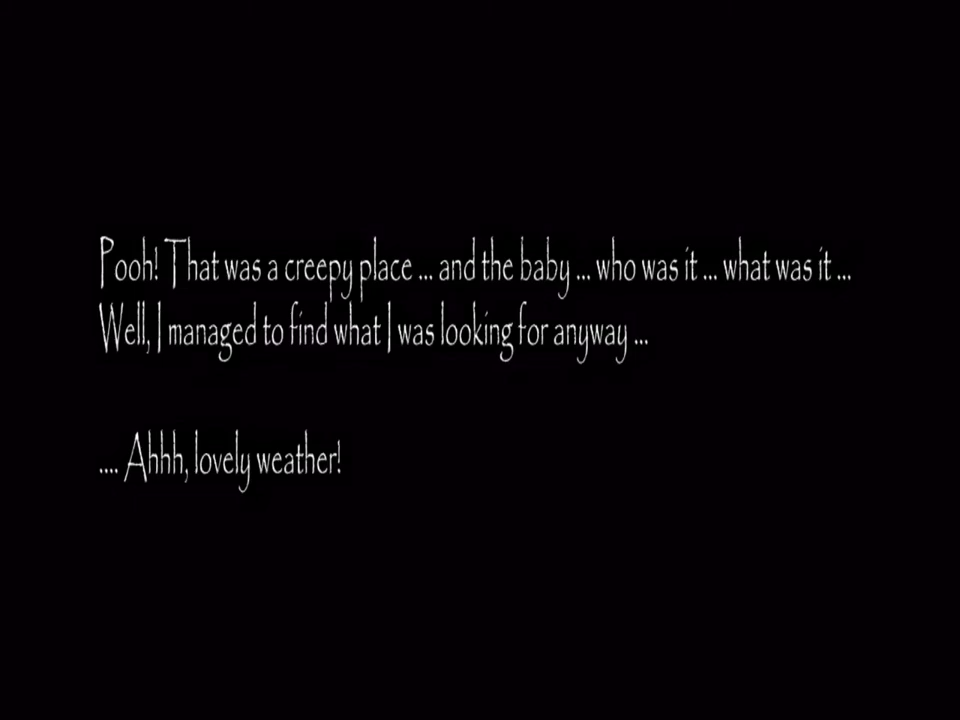 Pooh! That was a creepy place ... and the baby ... who was it ... what was it ...
Well, I managed to find what I was looking for anyway ...
.... Ahhh, lovely weather!